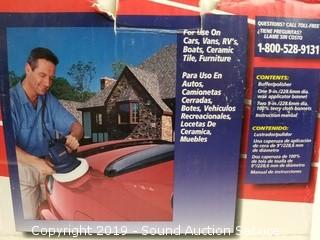 For Use On
Cars, Vans, RV's,
Boats, Ceramic
Tile, Furniture
Para Uso En
Autos,
Camionetas
Cerradas,
Botes, Vehiculos
Recreacionales,
Locetas De
Ceramica,
Muebles
QUESTIONS? CALL TOLL-FREE
¿TIENE PREGUNTAS?
LLAME SIN COSTO
1-800-528-9131
CONTENTS:
Buffer/polisher
One 9-in./228.6mm dia.
wax applicator bonnet
Two 9-in./228.6mm dia.
100% terry cloth bonnets
Instruction manual
CONTENIDO:
Lustrador/pulidor
Una caperuza de aplicación
de cera de 9"/228,6 mm
de diámetro
Dos caperuzas de 100%
de tela de toalla de
9"/228,6 mm de diámetro
Manual de instrucciones
Copyright 2019 - Sound Auction Service